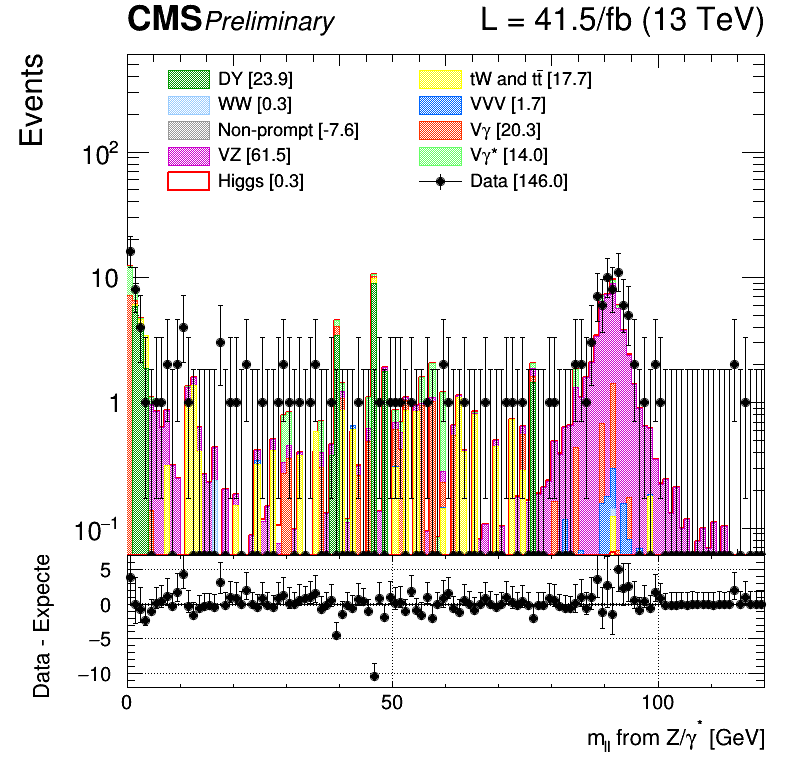 CMS Preliminary L = 41.5/fb (13 TeV)
Events
DY [23.9]
WW [0.3]
Non-prompt [-7.6]
VZ [61.5]
Higgs [0.3]
tW and tt̄ [17.7]
VVV [1.7]
Vγ [20.3]
Vγ* [14.0]
Data [146.0]
10²
10
1
10⁻¹
Data - Expecte
5
0
−5
−10
0 50 100
m_ll from Z/γ* [GeV]